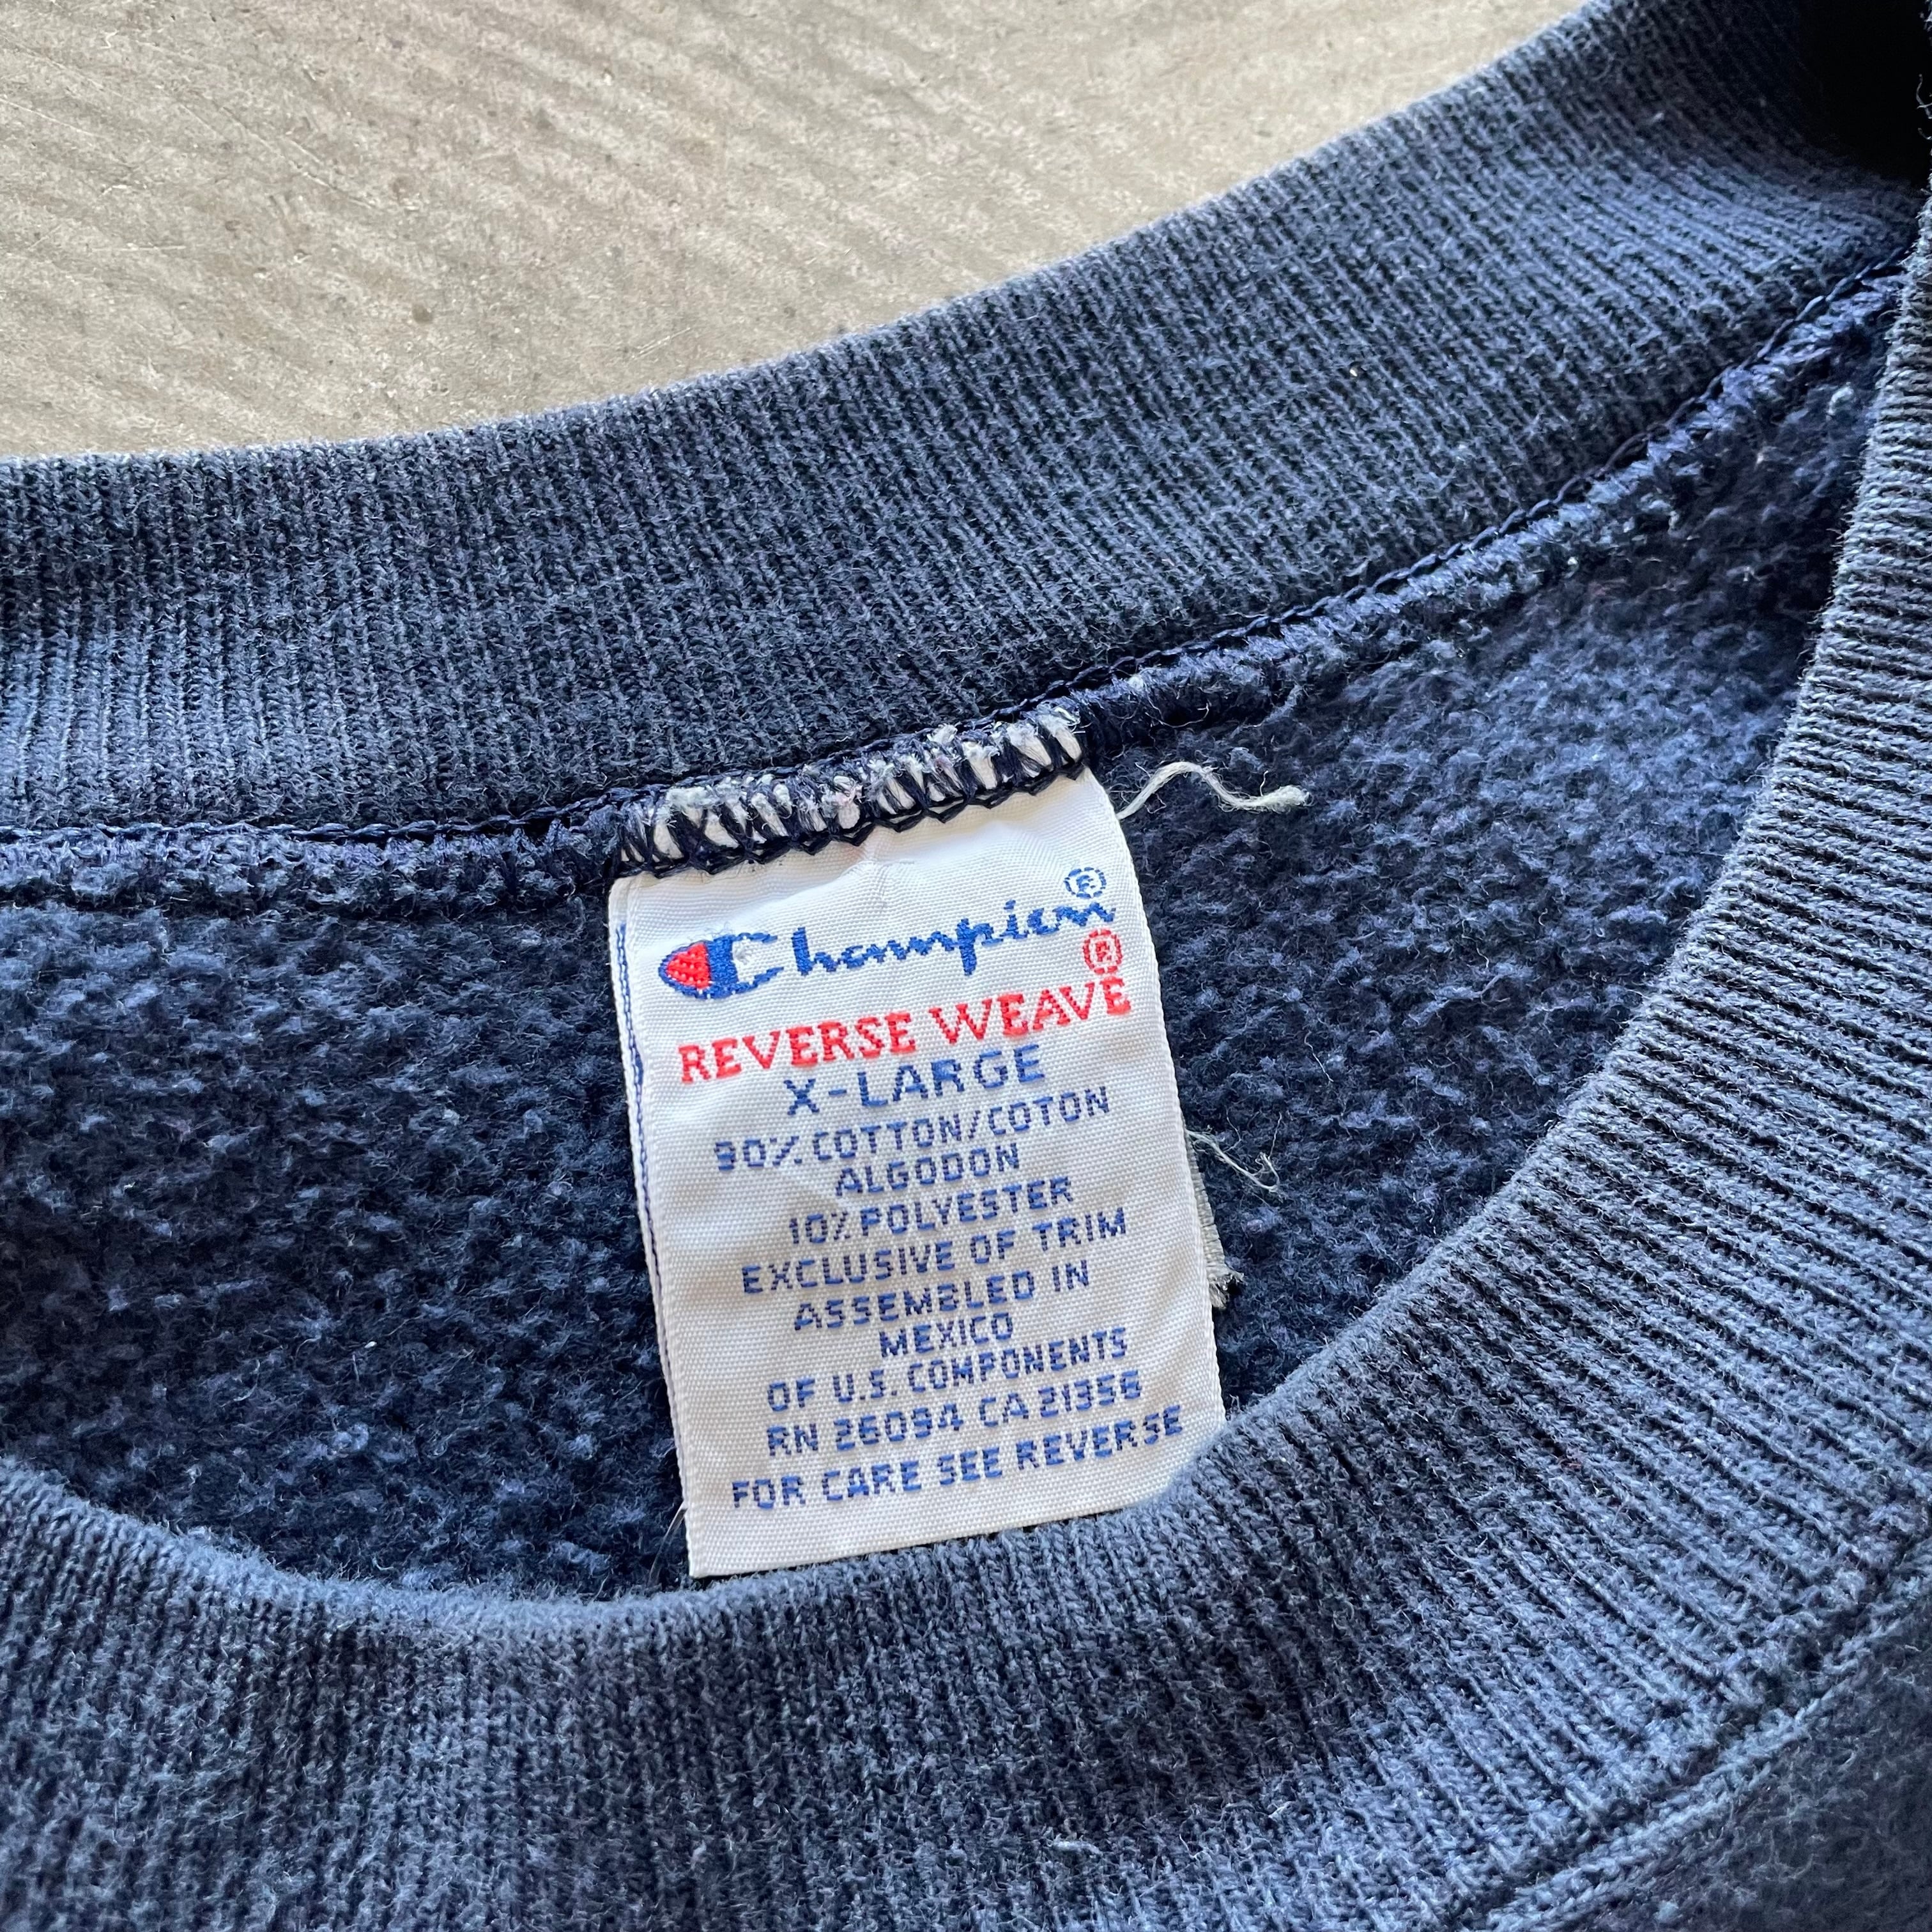 Champion®
REVERSE WEAVE®
X-LARGE
90% COTTON/COTON
ALGODON
10% POLYESTER
EXCLUSIVE OF TRIM
ASSEMBLED IN
MEXICO
OF U.S. COMPONENTS
RN 26094 CA 21356
FOR CARE SEE REVERSE